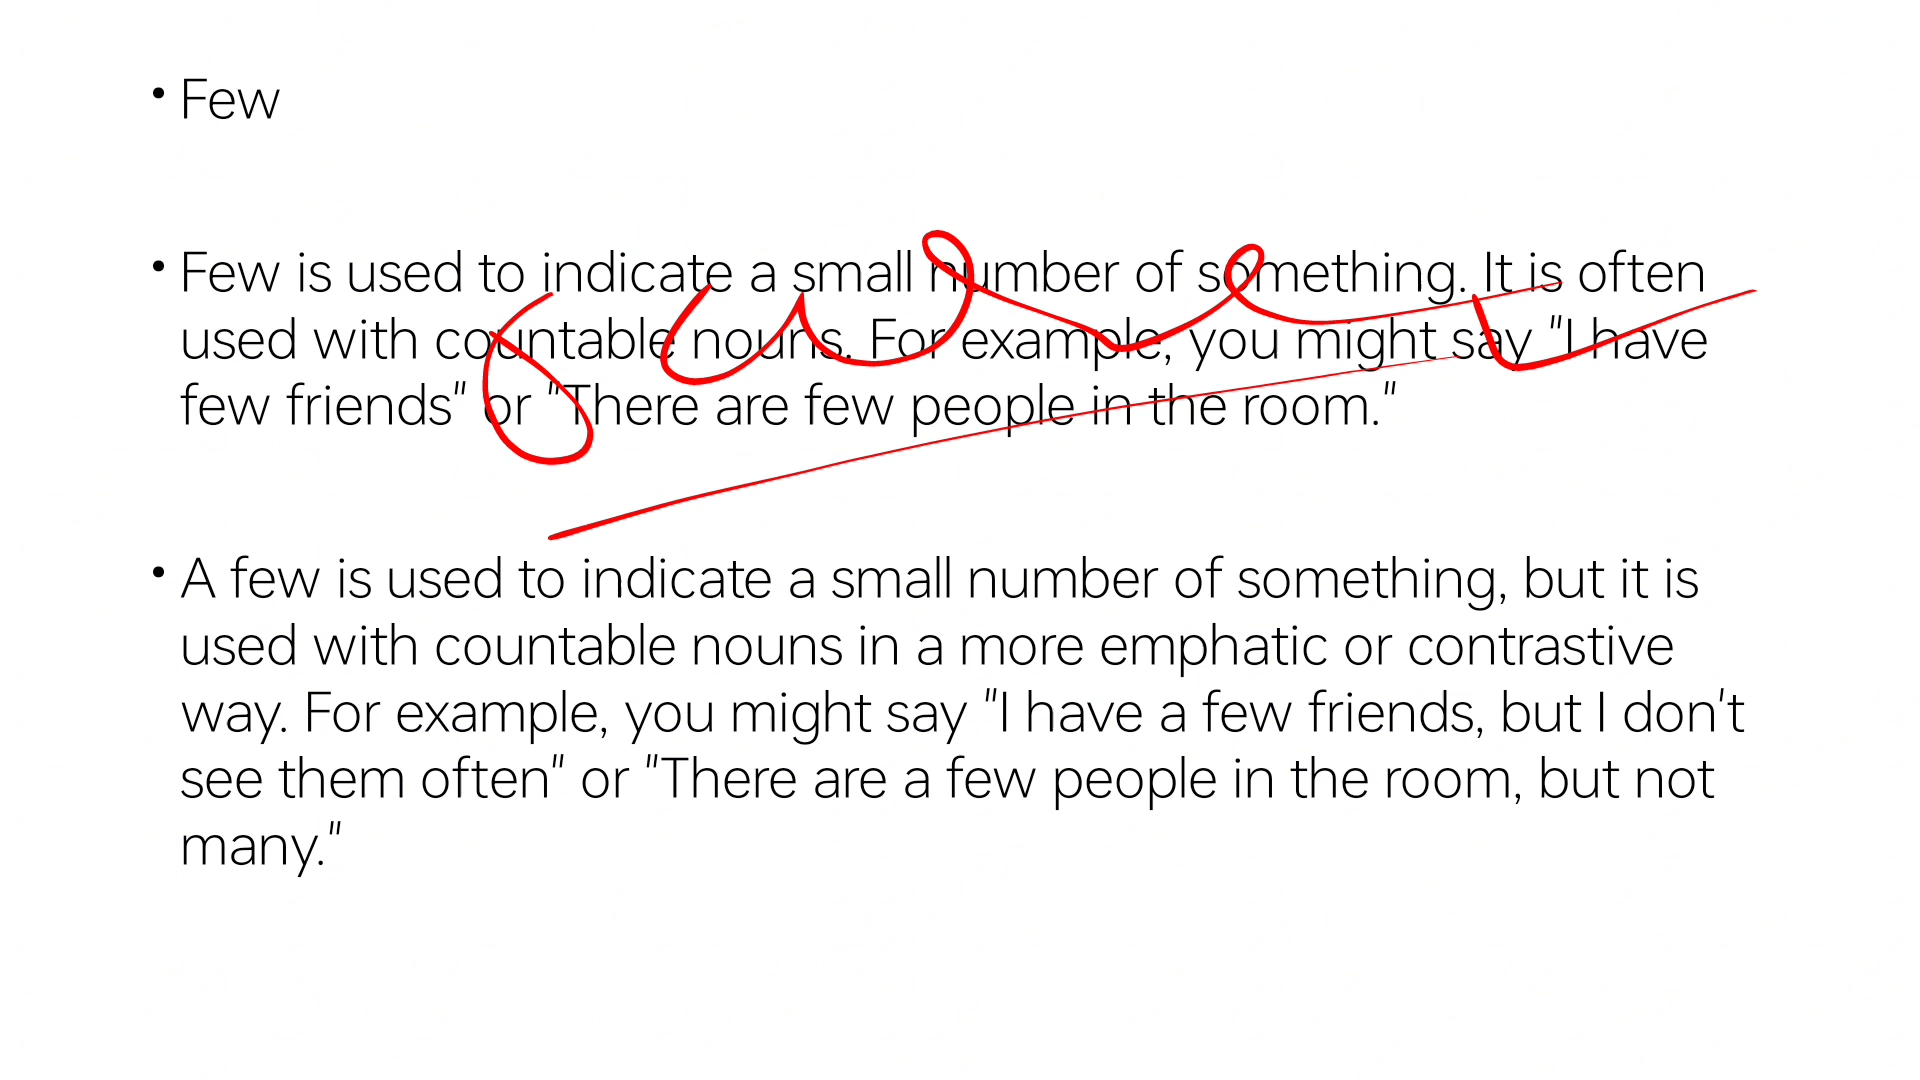 • Few
• Few is used to indicate a small number of something. It is often
used with countable nouns. For example, you might say "I have
few friends" or "There are few people in the room."
• A few is used to indicate a small number of something, but it is
used with countable nouns in a more emphatic or contrastive
way. For example, you might say "I have a few friends, but I don't
see them often" or "There are a few people in the room, but not
many."